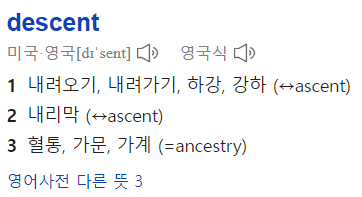 descent
미국·영국[dɪˈsent] 영국식
1 내려오기, 내려가기, 하강, 강하 (↔ascent)
2 내리막 (↔ascent)
3 혈통, 가문, 가계 (=ancestry)
영어사전 다른 뜻 3